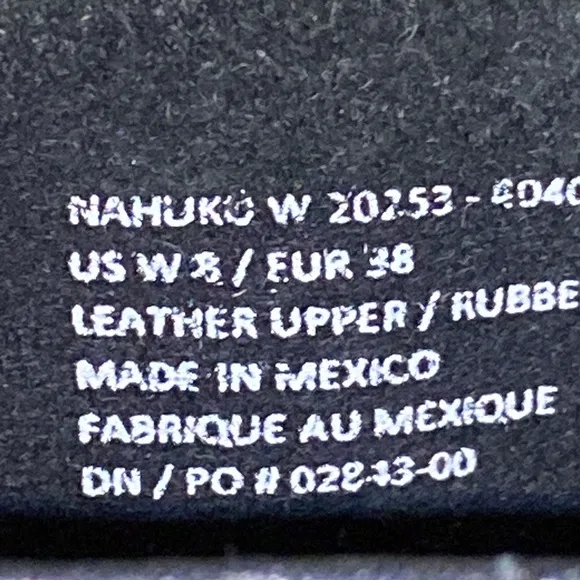 NAHUKO W 20253 - 4040
US W 8 / EUR 38
LEATHER UPPER / RUBBE
MADE IN MEXICO
FABRIQUE AU MEXIQUE
DN / PO # 02843-00